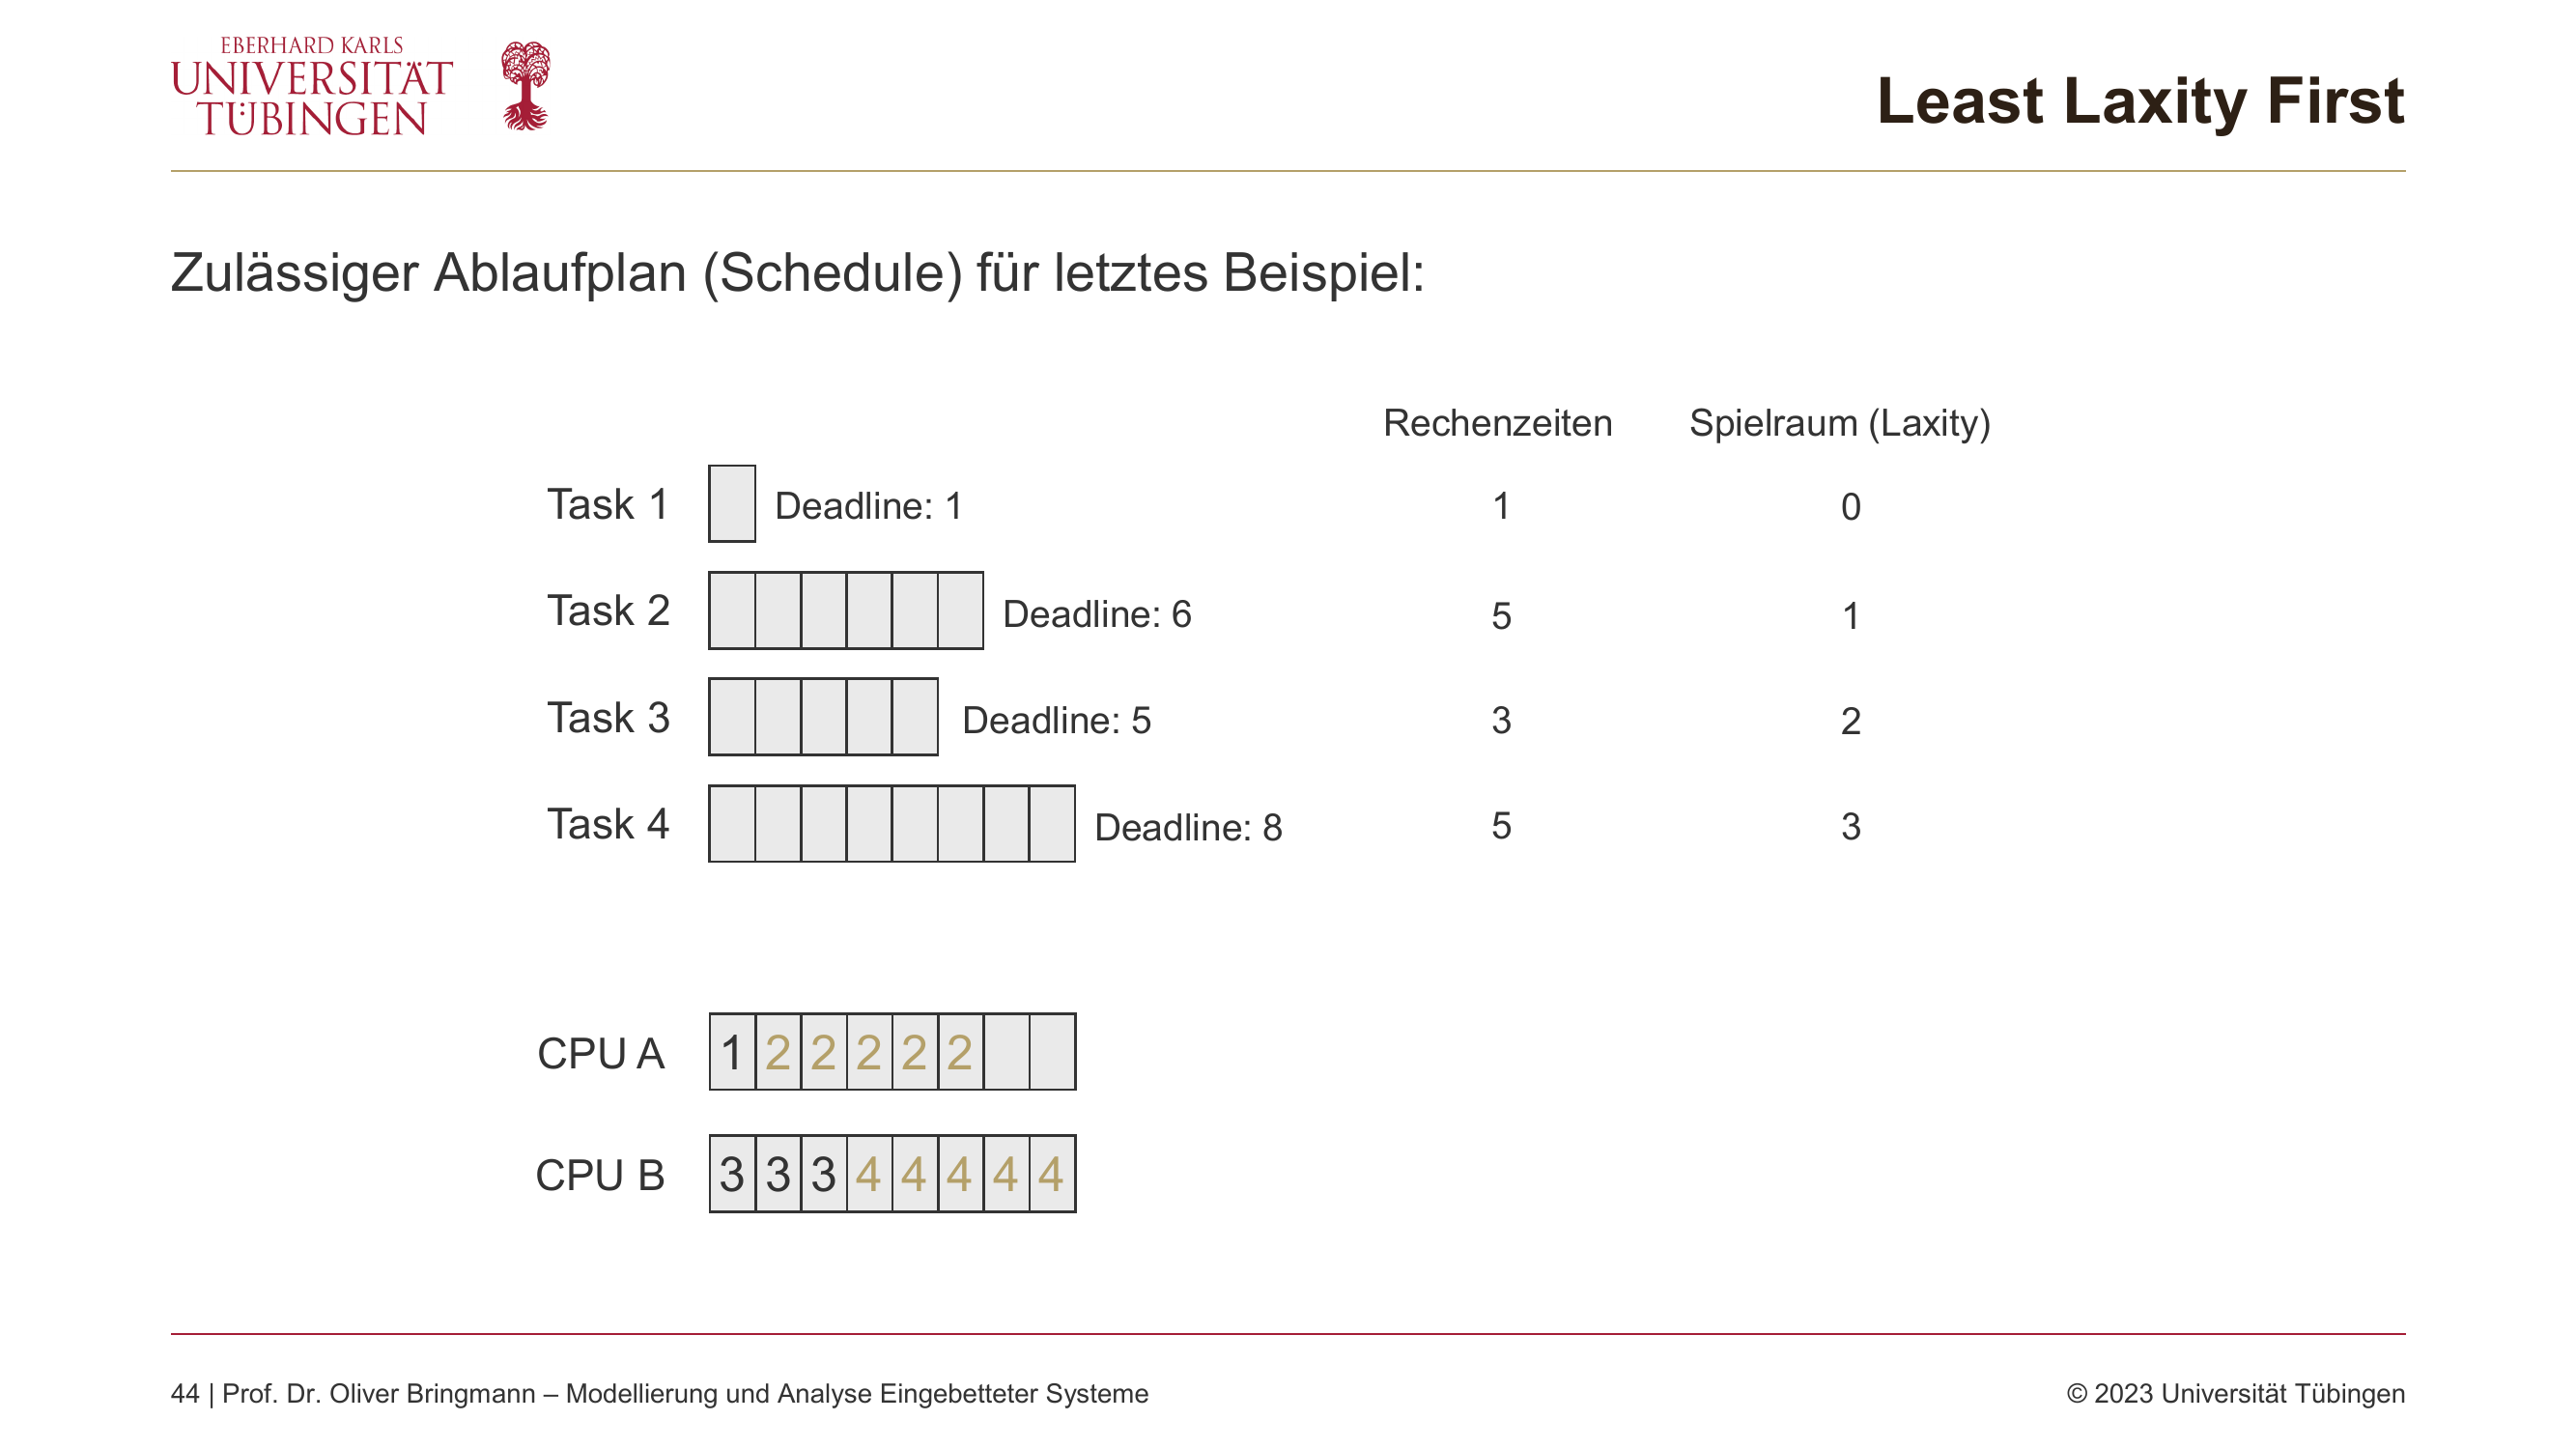 EBERHARD KARLS
UNIVERSITÄT
TÜBINGEN
Least Laxity First
Zulässiger Ablaufplan (Schedule) für letztes Beispiel:
Rechenzeiten Spielraum (Laxity)
Task 1 Deadline: 1 1 0
Task 2 Deadline: 6 5 1
Task 3 Deadline: 5 3 2
Task 4 Deadline: 8 5 3
CPU A 1 2 2 2 2 2
CPU B 3 3 3 4 4 4 4 4
44 | Prof. Dr. Oliver Bringmann – Modellierung und Analyse Eingebetteter Systeme © 2023 Universität Tübingen